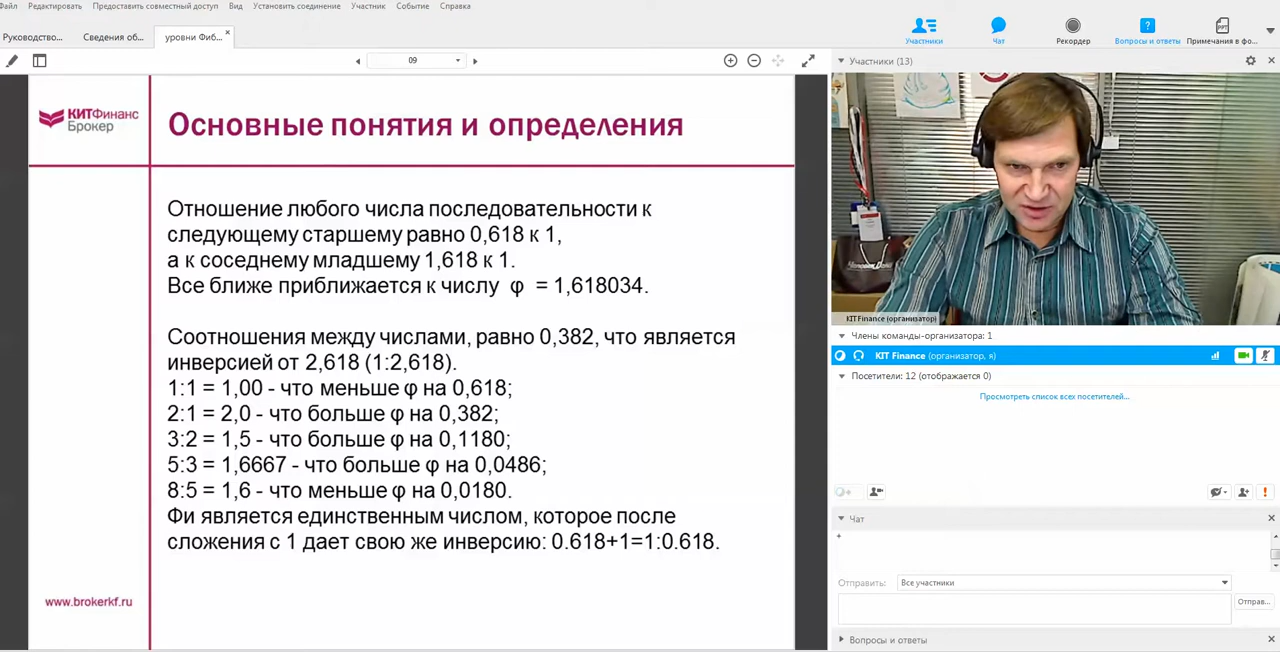 Файл Редактировать Предоставить совместный доступ Вид Установить соединение Участник Событие Справка
Руководство... Сведения об... уровни Фиб...
Участники Чат Рекордер Вопросы и ответы Примечания в фо...
09
КИТФинанс
Брокер
Основные понятия и определения
Отношение любого числа последовательности к
следующему старшему равно 0,618 к 1,
а к соседнему младшему 1,618 к 1.
Все ближе приближается к числу φ = 1,618034.
Соотношения между числами, равно 0,382, что является
инверсией от 2,618 (1:2,618).
1:1 = 1,00 - что меньше φ на 0,618;
2:1 = 2,0 - что больше φ на 0,382;
3:2 = 1,5 - что больше φ на 0,1180;
5:3 = 1,6667 - что больше φ на 0,0486;
8:5 = 1,6 - что меньше φ на 0,0180.
Фи является единственным числом, которое после
сложения с 1 дает свою же инверсию: 0.618+1=1:0.618.
www.brokerkf.ru
Участники (13)
KIT Finance (организатор)
Члены команды-организатора: 1
KIT Finance (организатор, я)
Посетители: 12 (отображается 0)
Просмотреть список всех посетителей...
Чат
Отправить: Все участники
Отправ...
Вопросы и ответы